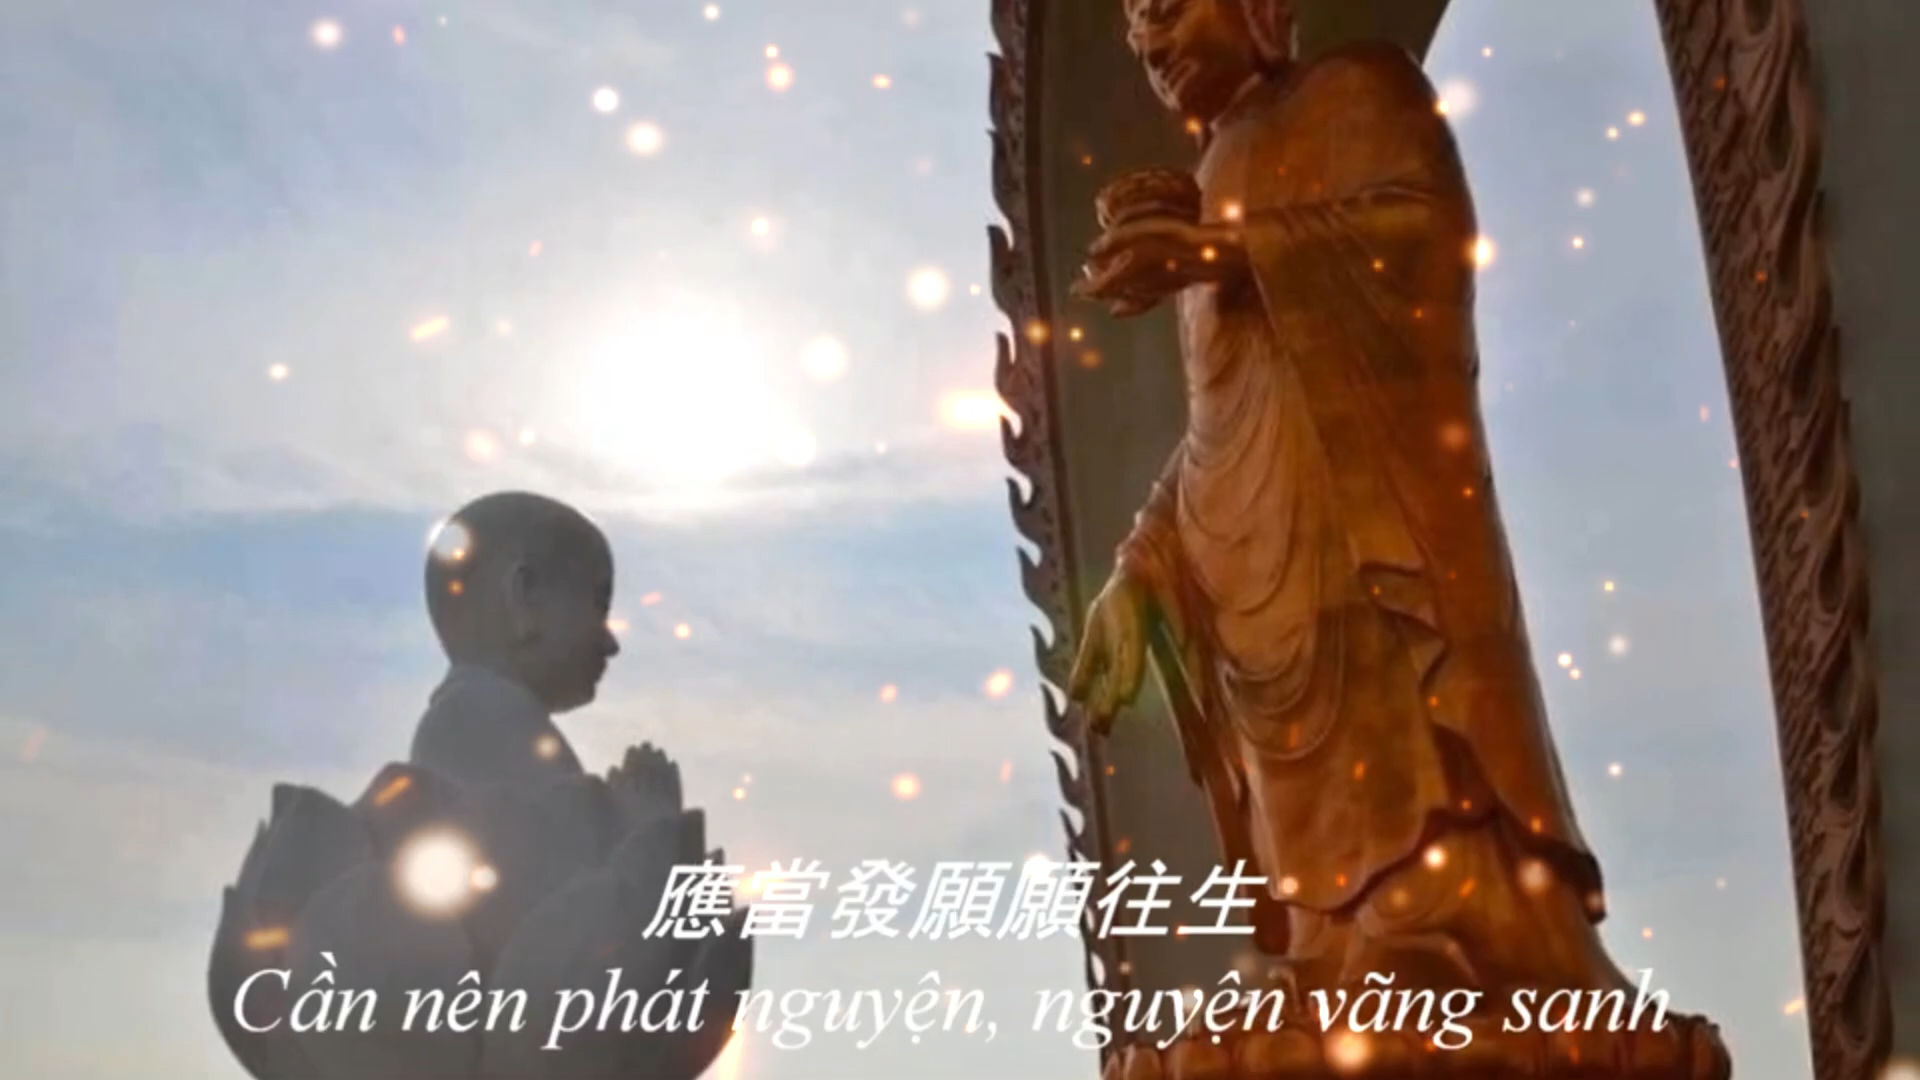 應當發願願往生
Cần nên phát nguyện, nguyện vãng sanh